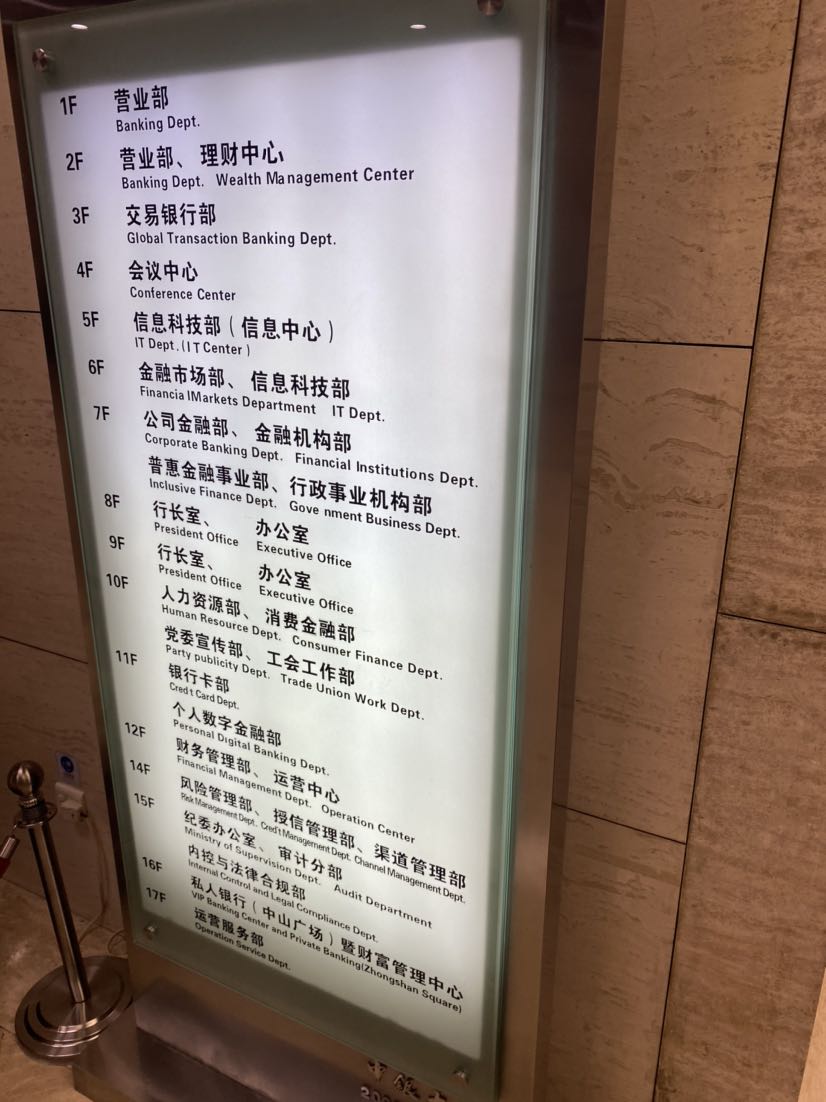 1F 营业部
Banking Dept.
2F 营业部、 理财中心
Banking Dept. Wealth Management Center
3F 交易银行部
Global Transaction Banking Dept.
4F 会议中心
Conference Center
5F 信息科技部(信息中心)
IT Dept.(IT Center)
6F 金融市场部、 信息科技部
Financia lMarkets Department IT Dept.
7F 公司金融部、 金融机构部
Corporate Banking Dept. Financial Institutions Dept.
普惠金融事业部、行政事业机构部
Inclusive Finance Dept. Gove nment Business Dept.
8F 行长室、 办公室
President Office Executive Office
9F 行长室、 办公室
President Office Executive Office
10F 人力资源部、 消费金融部
Human Resource Dept. Consumer Finance Dept.
党委宣传部、 工会工作部
Party publicity Dept. Trade Union Work Dept.
11F 银行卡部
Cred t Card Dept.
个人数字金融部
Personal Digital Banking Dept.
12F 财务管理部、 运营中心
Financial Management Dept. Operation Center
14F 风险管理部、 授信管理部、 渠道管理部
Risk Management Dept. Cred't Management Dept. Channel Management Dept.
15F 纪委办公室、 审计分部
Ministry of Supervision Dept. Audit Department
内控与法律合规部
Internal Control and Legal Compliance Dept.
16F 私人银行(中山广场)暨财富管理中心
VIP Banking Center and Private Banking(Zhongshan Square)
17F 运营服务部
Operation Service Dept.